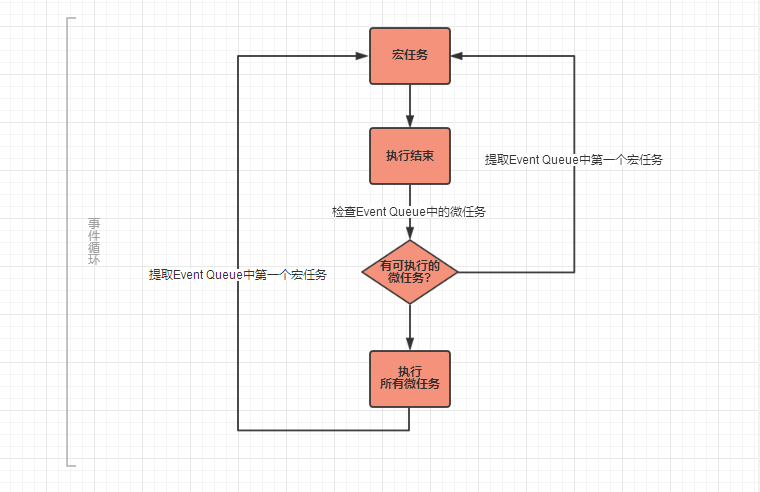 宏任务
执行结束
提取Event Queue中第一个宏任务
检查Event Queue中的微任务
事
件
循
环
有可执行的
微任务?
提取Event Queue中第一个宏任务
执行
所有微任务